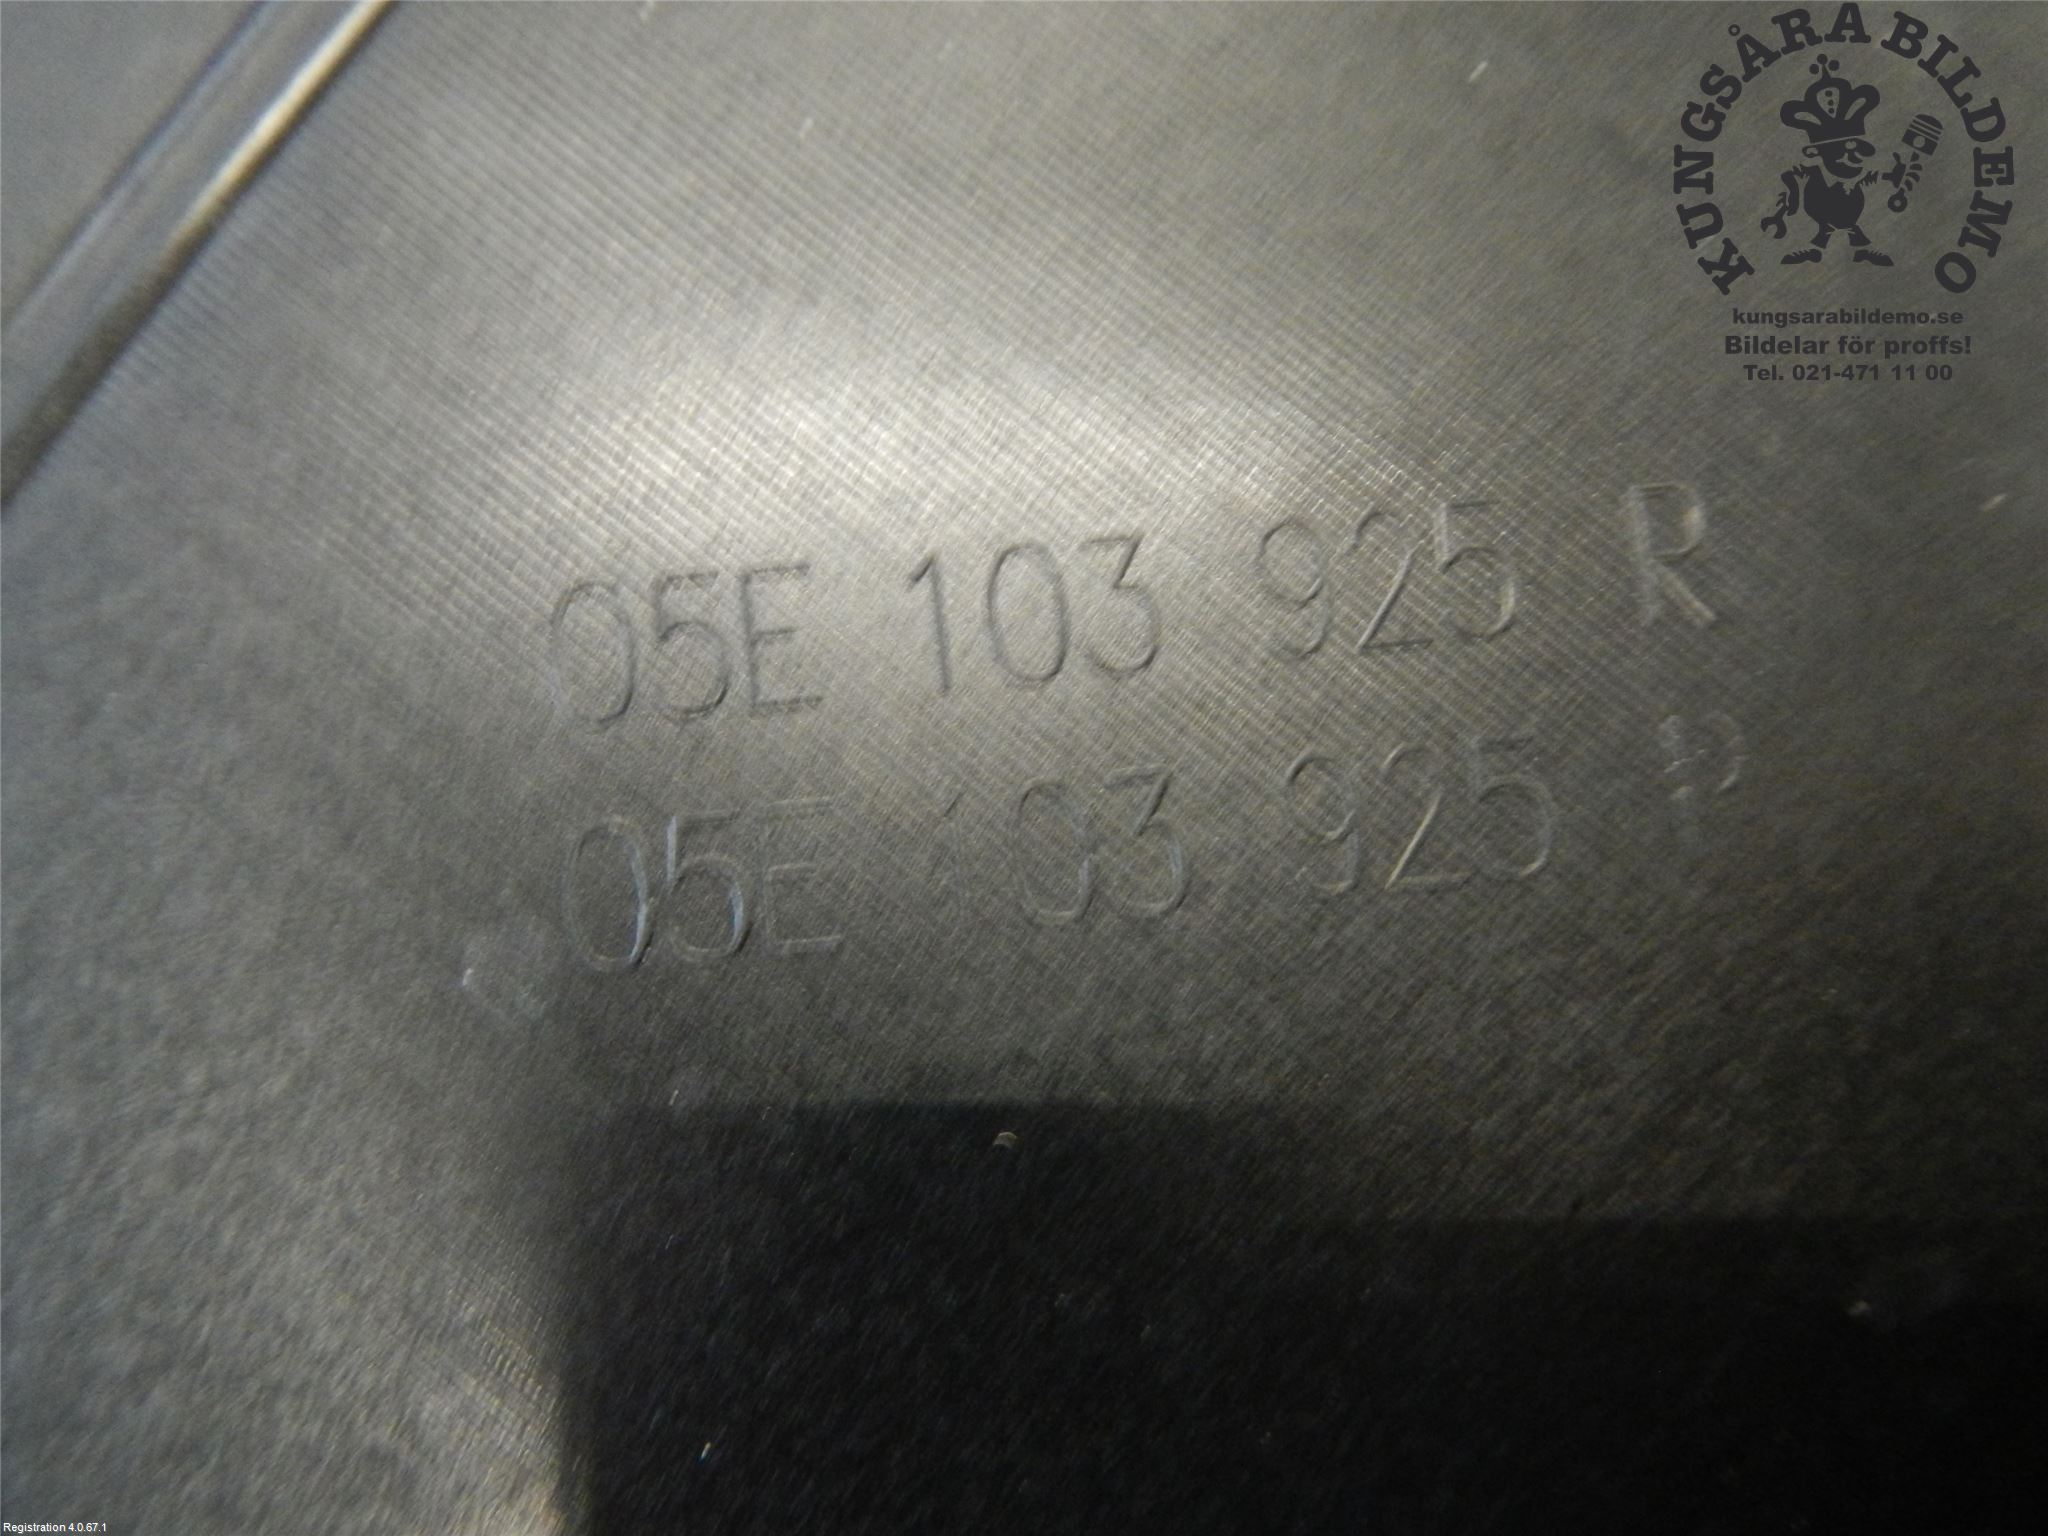 KUNGSÅRA BILDEMO
kungsarabildemo.se
Bildelar för proffs!
Tel. 021-471 11 00
05E 103 925 R
05E 103 925 P
Registration 4.0.67.1